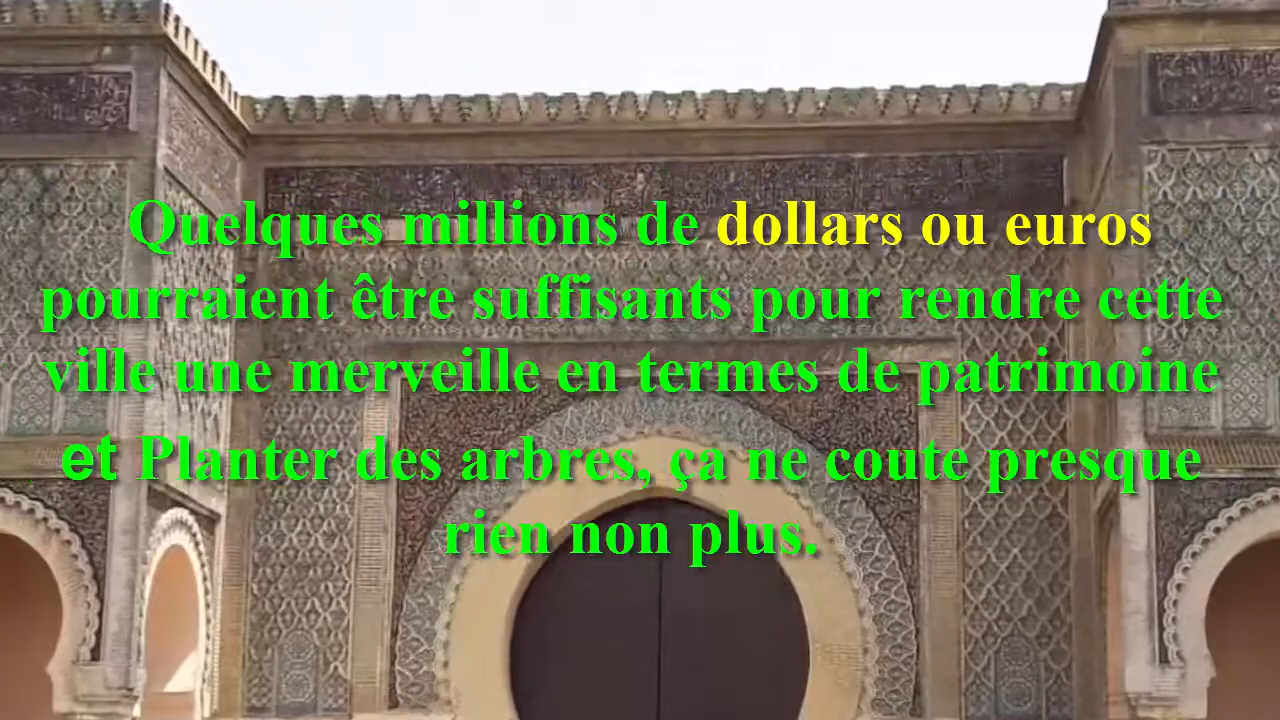 Quelques millions de dollars ou euros
pourraient être suffisants pour rendre cette
ville une merveille en termes de patrimoine
et Planter des arbres, ça ne coute presque
rien non plus.